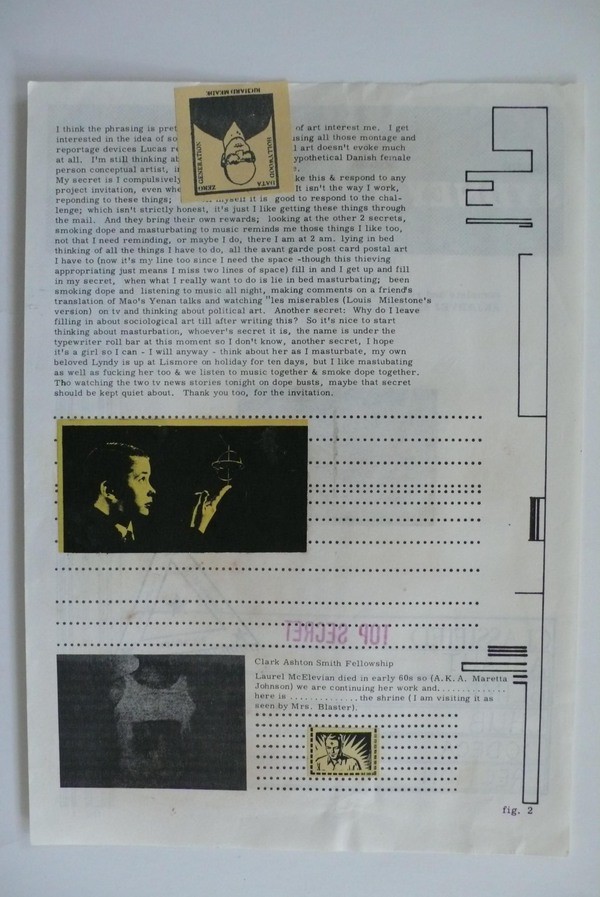 RICHARD MEADE
ZERO GENERATION
DATA HOLLYWOOD
I think the phrasing is pret of art interest me. I get
interested in the idea of so using all those montage and
reportage devices Lucas re l art doesn't evoke much
at all. I'm still thinking at ypothetical Danish female
person conceptual artist, in
My secret is I compulsively ke this & respond to any
project invitation, even whe It isn't the way I work,
reponding to these things; myself it is good to respond to the chal-
lenge; which isn't strictly honest, it's just I like getting these things through
the mail. And they bring their own rewards; looking at the other 2 secrets,
smoking dope and masturbating to music reminds me those things I like too,
not that I need reminding, or maybe I do, there I am at 2 am. lying in bed
thinking of all the things I have to do, all the avant garde post card postal art
I have to (now it's my line too since I need the space -though this thieving
appropriating just means I miss two lines of space) fill in and I get up and fill
in my secret, when what I really want to do is lie in bed masturbating; been
smoking dope and listening to music all night, making comments on a friends
translation of Mao's Yenan talks and watching "les miserables (Louis Milestone's
version) on tv and thinking about political art. Another secret: Why do I leave
filling in about sociological art till after writing this? So it's nice to start
thinking about masturbation, whoever's secret it is, the name is under the
typewriter roll bar at this moment so I don't know, another secret, I hope
it's a girl so I can - I will anyway - think about her as I masturbate, my own
beloved Lyndy is up at Lismore on holiday for ten days, but I like mastubating
as well as fucking her too & we listen to music together & smoke dope together.
Tho watching the two tv news stories tonight on dope busts, maybe that secret
should be kept quiet about. Thank you too, for the invitation.
TOP SECRET
Clark Ashton Smith Fellowship
Laurel McElevian died in early 60s so (A.K.A. Maretta
Johnson) we are continuing her work and..............
here is ..............the shrine (I am visiting it as
seen by Mrs. Blaster).
fig. 2